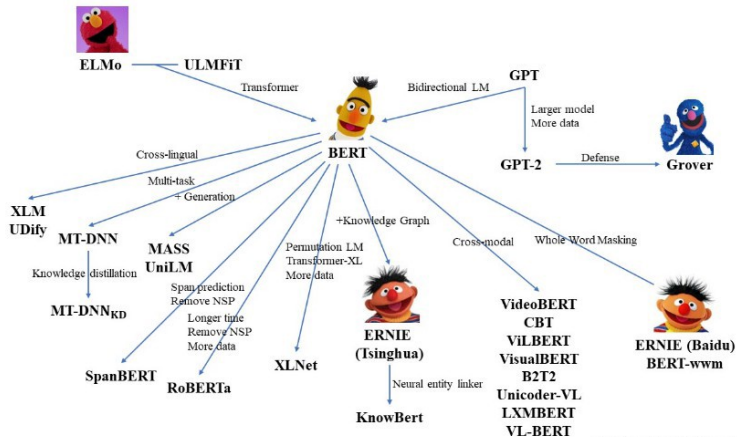 ELMo
ULMFiT
GPT
Transformer
Bidirectional LM
Larger model
More data
BERT
GPT-2
Defense
Grover
Cross-lingual
Multi-task
+ Generation
XLM
UDify
MT-DNN
MASS
UniLM
+Knowledge Graph
Cross-modal
Whole Word Masking
Knowledge distillation
MT-DNNKD
Permutation LM
Transformer-XL
More data
Span prediction
Remove NSP
Longer time
Remove NSP
More data
SpanBERT
RoBERTa
XLNet
ERNIE
(Tsinghua)
Neural entity linker
KnowBert
VideoBERT
CBT
ViLBERT
VisualBERT
B2T2
Unicoder-VL
LXMBERT
VL-BERT
ERNIE (Baidu)
BERT-wwm